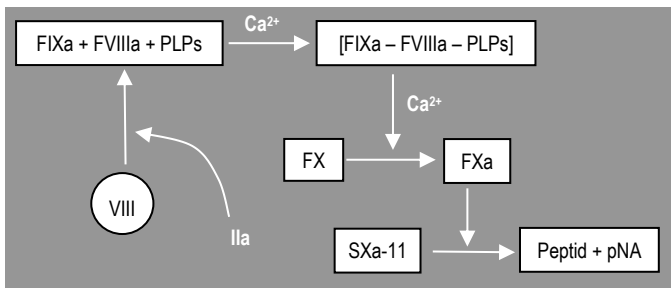 FIXa + FVIIIa + PLPs
Ca²⁺
[FIXa – FVIIIa – PLPs]
Ca²⁺
FX
FXa
VIII
IIa
SXa-11
Peptid + pNA